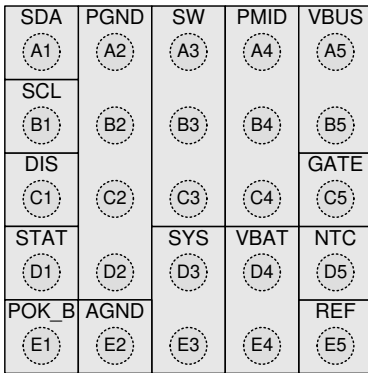 SDA PGND SW PMID VBUS
A1 A2 A3 A4 A5
SCL
B1 B2 B3 B4 B5
DIS GATE
C1 C2 C3 C4 C5
STAT SYS VBAT NTC
D1 D2 D3 D4 D5
POK_B AGND REF
E1 E2 E3 E4 E5